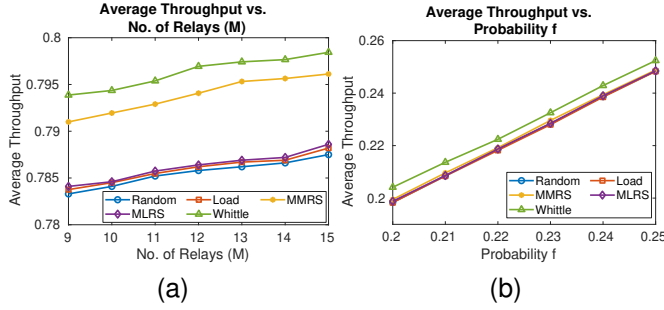 Average Throughput vs.
No. of Relays (M)
Average Throughput
0.8
0.795
0.79
0.785
0.78
Random
Load
MMRS
MLRS
Whittle
9
10
11
12
13
14
15
No. of Relays (M)
(a)
Average Throughput vs.
Probability f
Average Throughput
0.26
0.24
0.22
0.2
Random
Load
MMRS
MLRS
Whittle
0.2
0.21
0.22
0.23
0.24
0.25
Probability f
(b)